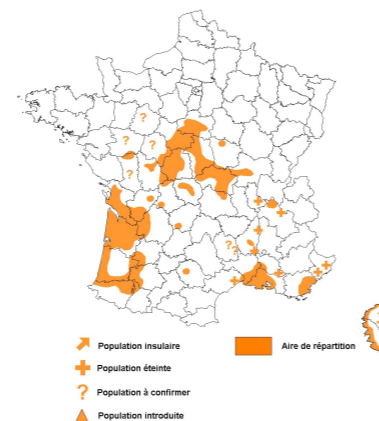 ?
?
?
?
? ?
Population insulaire
Aire de répartition
Population éteinte
? Population à confirmer
Population introduite